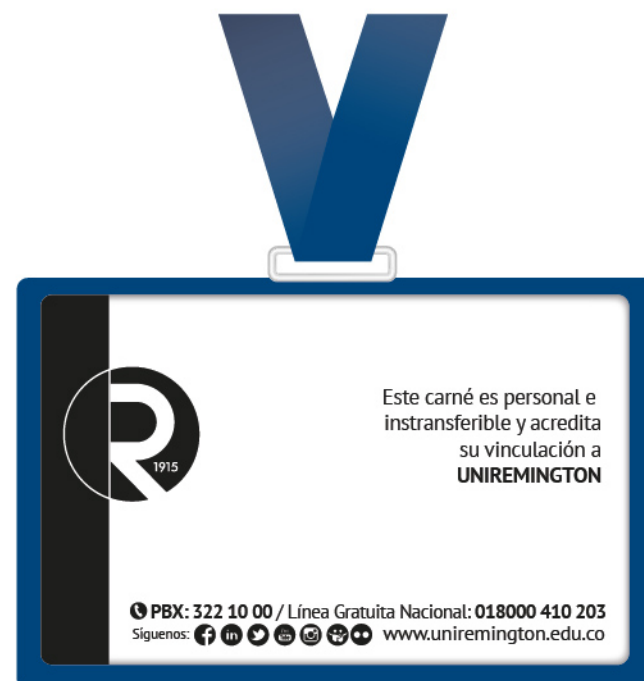 Este carné es personal e
instransferible y acredita
su vinculación a
UNIREMINGTON
R
1915
PBX: 322 10 00 / Línea Gratuita Nacional: 018000 410 203
Síguenos: www.uniremington.edu.co